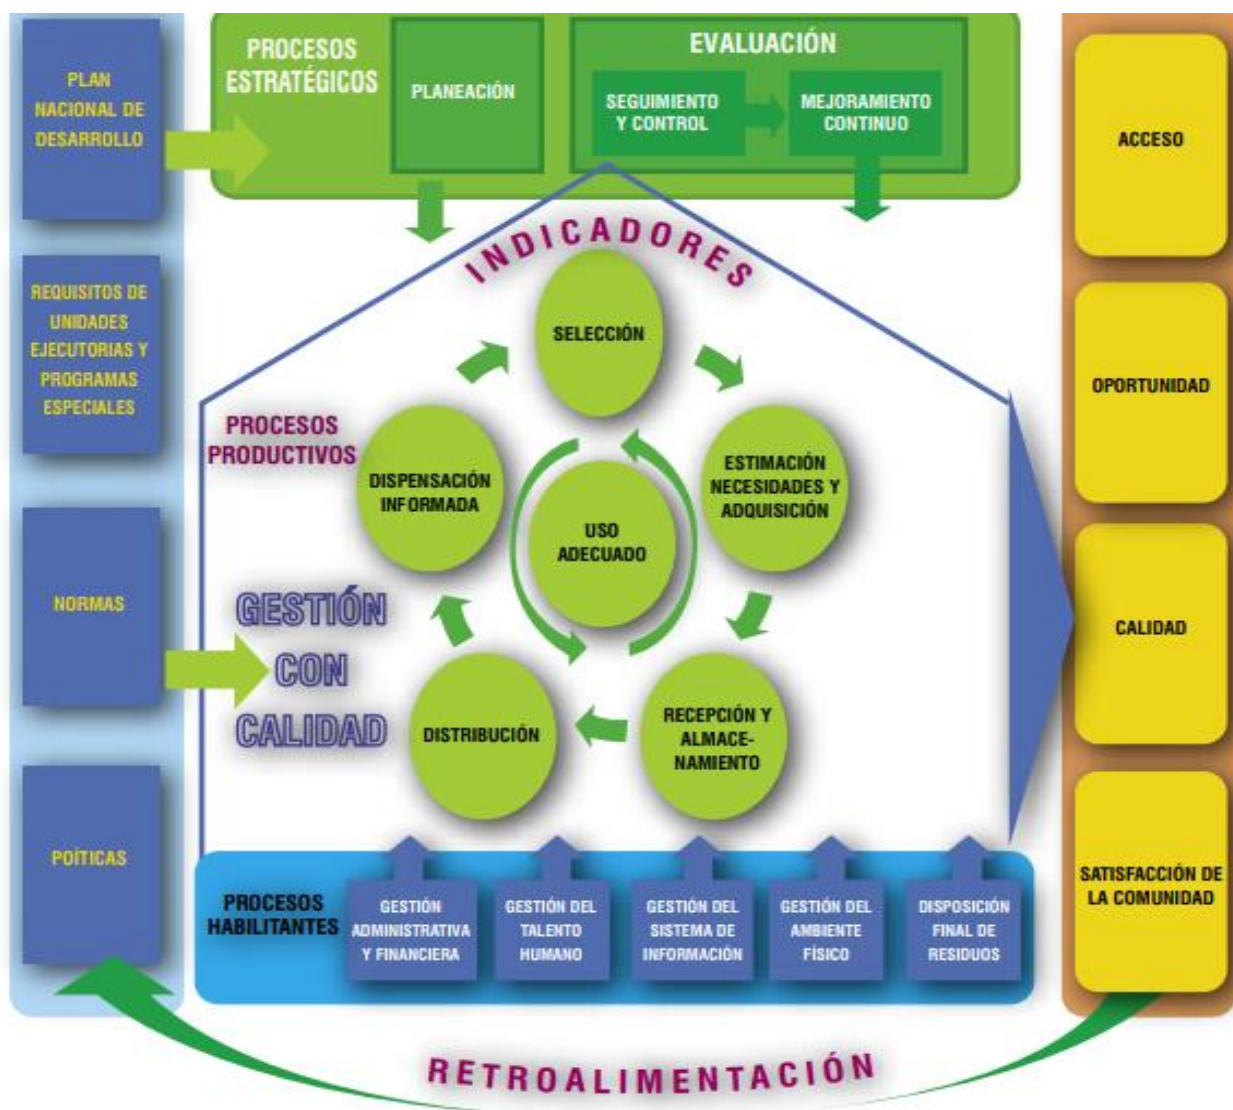 PLAN
NACIONAL DE
DESARROLLO
REQUISITOS DE
UNIDADES
EJECUTORIAS Y
PROGRAMAS
ESPECIALES
NORMAS
POÍTICAS
PROCESOS
ESTRATÉGICOS
PLANEACIÓN
EVALUACIÓN
SEGUIMIENTO
Y CONTROL
MEJORAMIENTO
CONTINUO
INDICADORES
PROCESOS
PRODUCTIVOS
SELECCIÓN
ESTIMACIÓN
NECESIDADES Y
ADQUISICIÓN
RECEPCIÓN Y
ALMACE-
NAMIENTO
DISTRIBUCIÓN
DISPENSACIÓN
INFORMADA
USO
ADECUADO
GESTIÓN
CON
CALIDAD
PROCESOS
HABILITANTES
GESTIÓN
ADMINISTRATIVA
Y FINANCIERA
GESTIÓN DEL
TALENTO
HUMANO
GESTIÓN DEL
SISTEMA DE
INFORMACIÓN
GESTIÓN DEL
AMBIENTE
FÍSICO
DISPOSICIÓN
FINAL DE
RESIDUOS
ACCESO
OPORTUNIDAD
CALIDAD
SATISFACCIÓN DE
LA COMUNIDAD
RETROALIMENTACIÓN